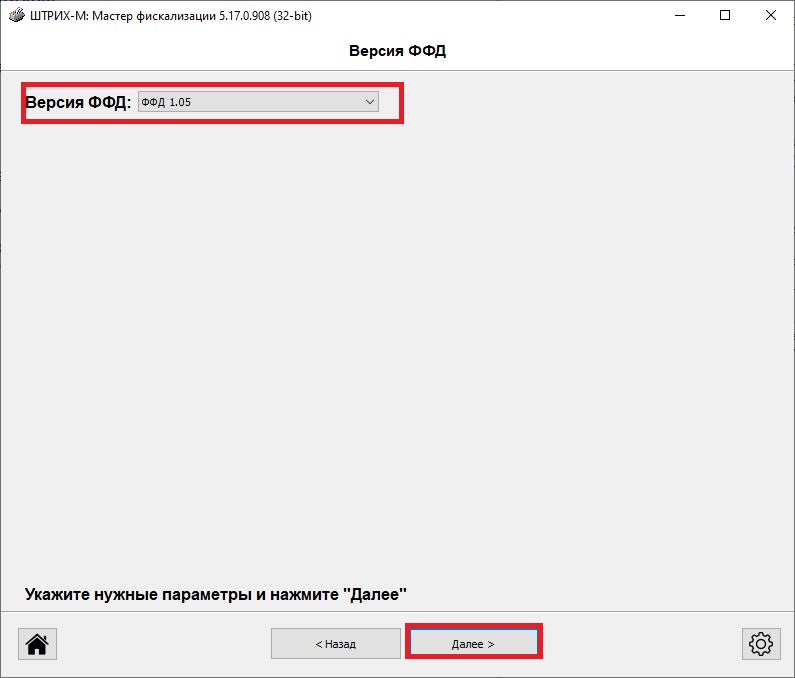 ШТРИХ-М: Мастер фискализации 5.17.0.908 (32-bit)
Версия ФФД
Версия ФФД: ФФД 1.05
Укажите нужные параметры и нажмите "Далее"
< Назад Далее >